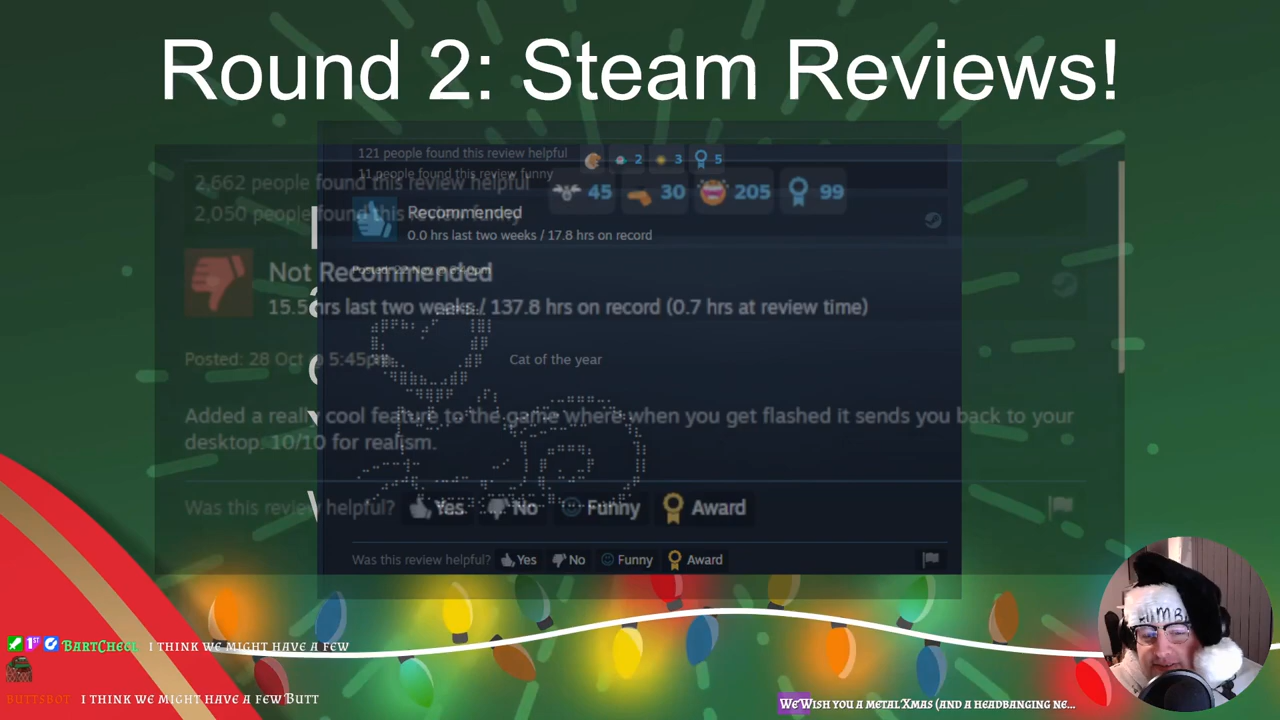 Round 2: Steam Reviews!
121 people found this review helpful
11 people found this review funny
2 3 5
2,662 people found this review helpful
2,050 people found this review funny
45 30 205 99
Recommended
0.0 hrs last two weeks / 17.8 hrs on record
Not Recommended
15.5 hrs last two weeks / 137.8 hrs on record (0.7 hrs at review time)
Posted: 28 Oct @ 5:45pm
Cat of the year
Added a really cool feature to the game where when you get flashed it sends you back to your
desktop. 10/10 for realism.
Was this review helpful? Yes No Funny Award
Was this review helpful? Yes No Funny Award
BartCheel I think we might have a few
ButtsBot I think we might have a few Butt
We Wish you a metal Xmas (and a headbanging ne...